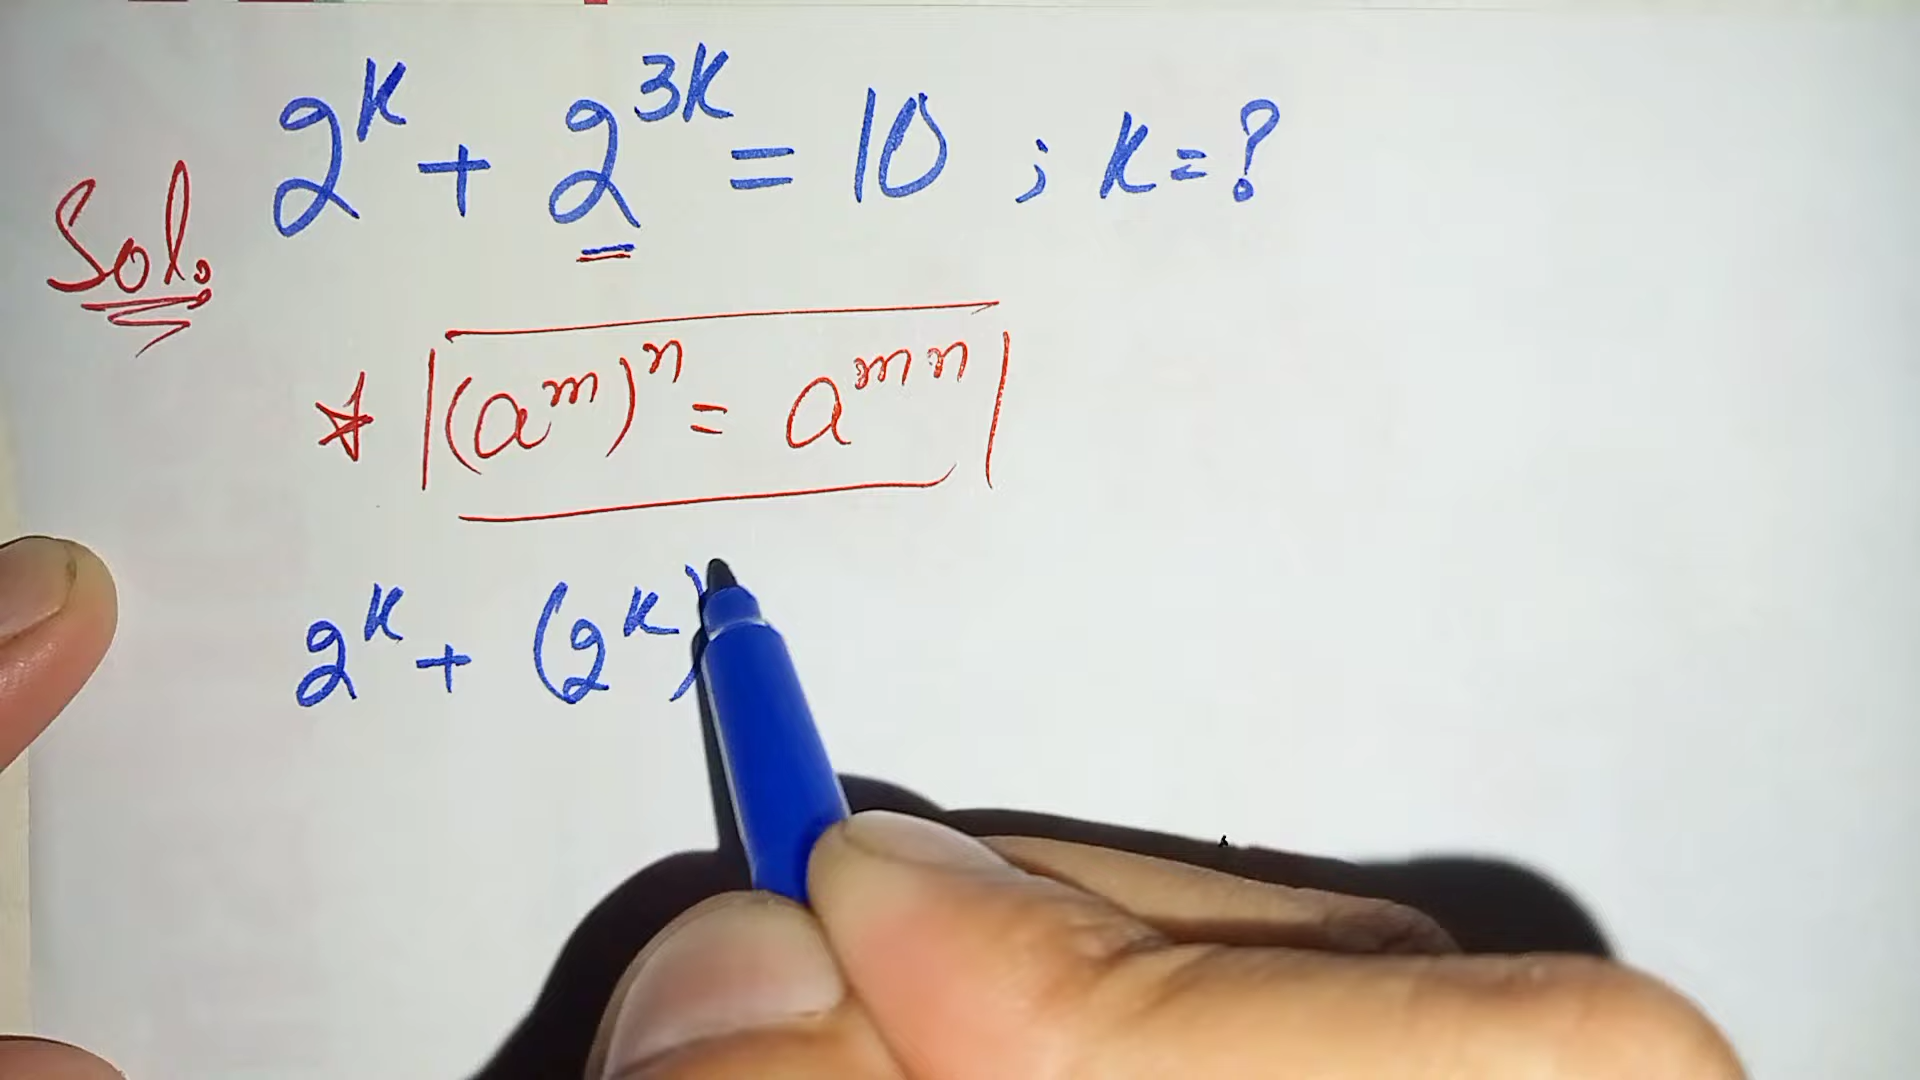 2^k + 2^3k = 10 ; k = ?
Sol.
* (a^m)^n = a^mn
2^k + (2^k)